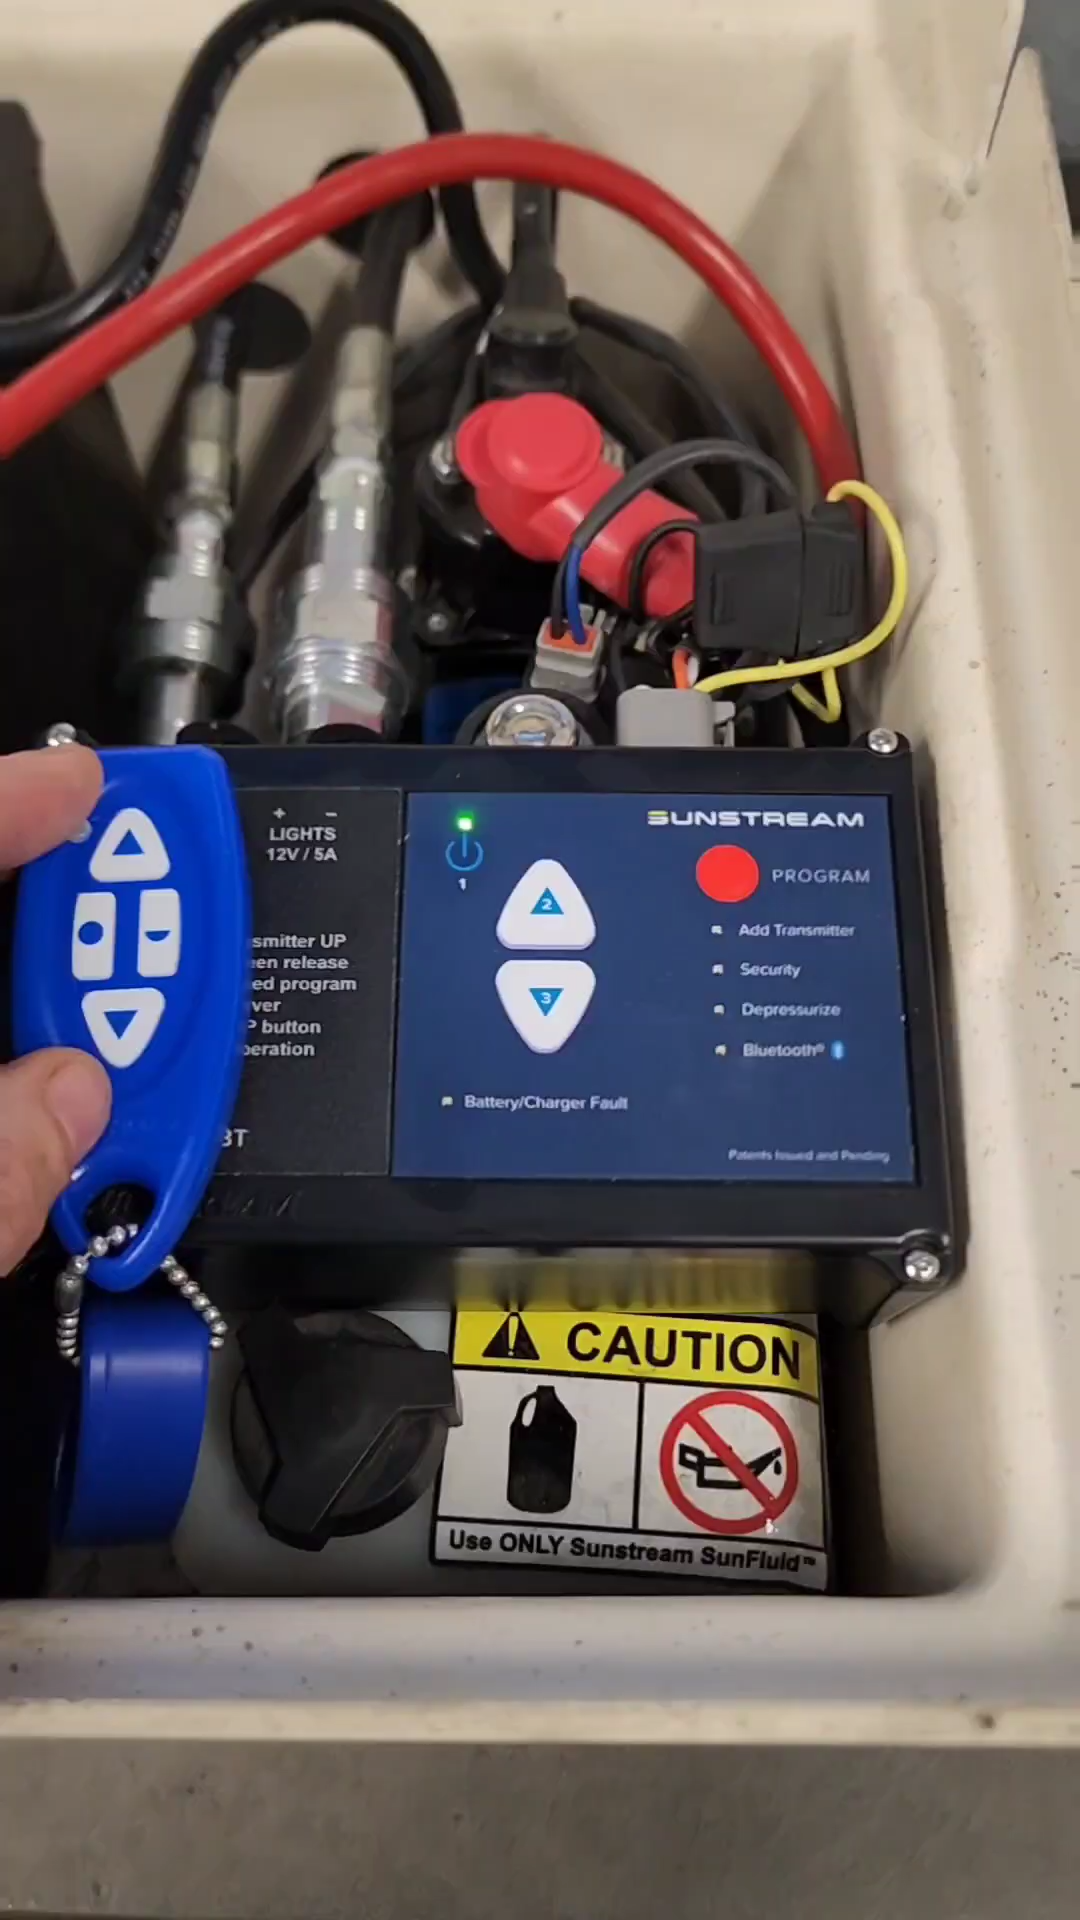 + −
LIGHTS
12V / 5A
smitter UP
en release
ed program
ver
P button
peration
BT
1
2
3
SUNSTREAM
PROGRAM
Add Transmitter
Security
Depressurize
Bluetooth®
Battery/Charger Fault
Patents Issued and Pending
CAUTION
Use ONLY Sunstream SunFluid™